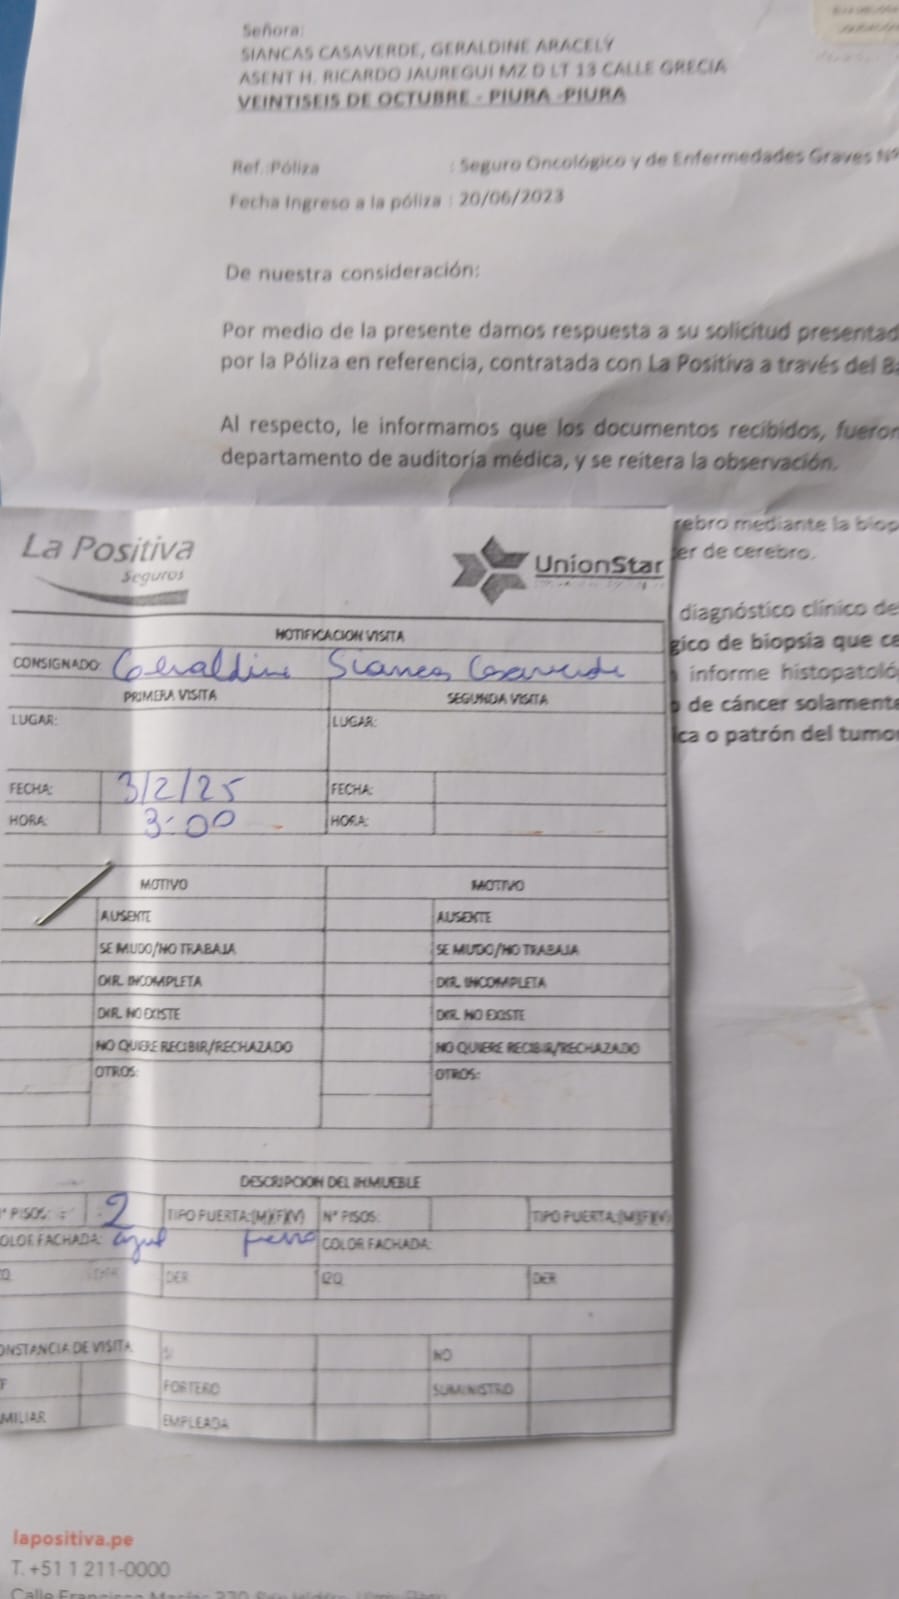 Señora:
SIANCAS CASAVERDE, GERALDINE ARACELY
ASENT H. RICARDO JAUREGUI MZ D LT 13 CALLE GRECIA
VEINTISEIS DE OCTUBRE - PIURA -PIURA
Ref.:Póliza : Seguro Oncológico y de Enfermedades Graves Nº
Fecha Ingreso a la póliza : 20/06/2023
De nuestra consideración:
Por medio de la presente damos respuesta a su solicitud presentad
por la Póliza en referencia, contratada con La Positiva a través del Ba
Al respecto, le informamos que los documentos recibidos, fueron
departamento de auditoría médica, y se reitera la observación.
rebro mediante la biop
er de cerebro.
diagnóstico clínico de
gico de biopsia que ce
informe histopatoló
de cáncer solamente
ica o patrón del tumo
La Positiva
Seguros
UnionStar
NOTIFICACION VISITA
CONSIGNADO: Geraldine Siancas Casaverde
PRIMERA VISITA SEGUNDA VISITA
LUGAR: LUGAR:
FECHA: 3/2/25 FECHA:
HORA: 3:00 HORA:
MOTIVO MOTIVO
AUSENTE AUSENTE
SE MUDO/NO TRABAJA SE MUDO/NO TRABAJA
DIR. INCOMPLETA DIR. INCOMPLETA
DIR. NO EXISTE DIR. NO EXISTE
NO QUIERE RECIBIR/RECHAZADO NO QUIERE RECIBIR/RECHAZADO
OTROS: OTROS:
DESCRIPCION DEL INMUEBLE
Nº PISOS: 2 TIPO PUERTA:(M)(F)(V) Nº PISOS: TIPO PUERTA:(M)(F)(V)
OLOR FACHADA: azul fierro COLOR FACHADA:
DER IZQ DER
ONSTANCIA DE VISITA SI NO
F PORTERO SUMINISTRO
MILIAR EMPLEADA
lapositiva.pe
T. +51 1 211-0000
Calle Francisco